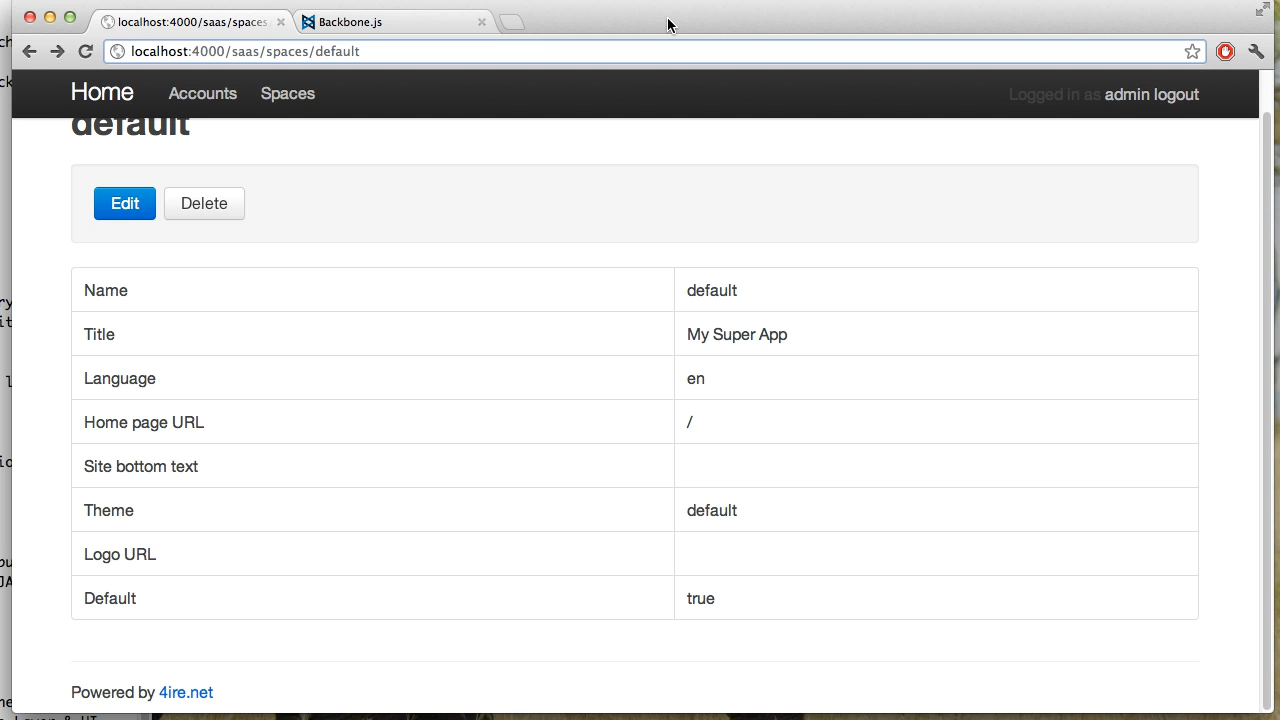 localhost:4000/saas/spaces
Backbone.js
localhost:4000/saas/spaces/default
Home Accounts Spaces Logged in as admin logout
default
Edit Delete
Name default
Title My Super App
Language en
Home page URL /
Site bottom text
Theme default
Logo URL
Default true
Powered by 4ire.net